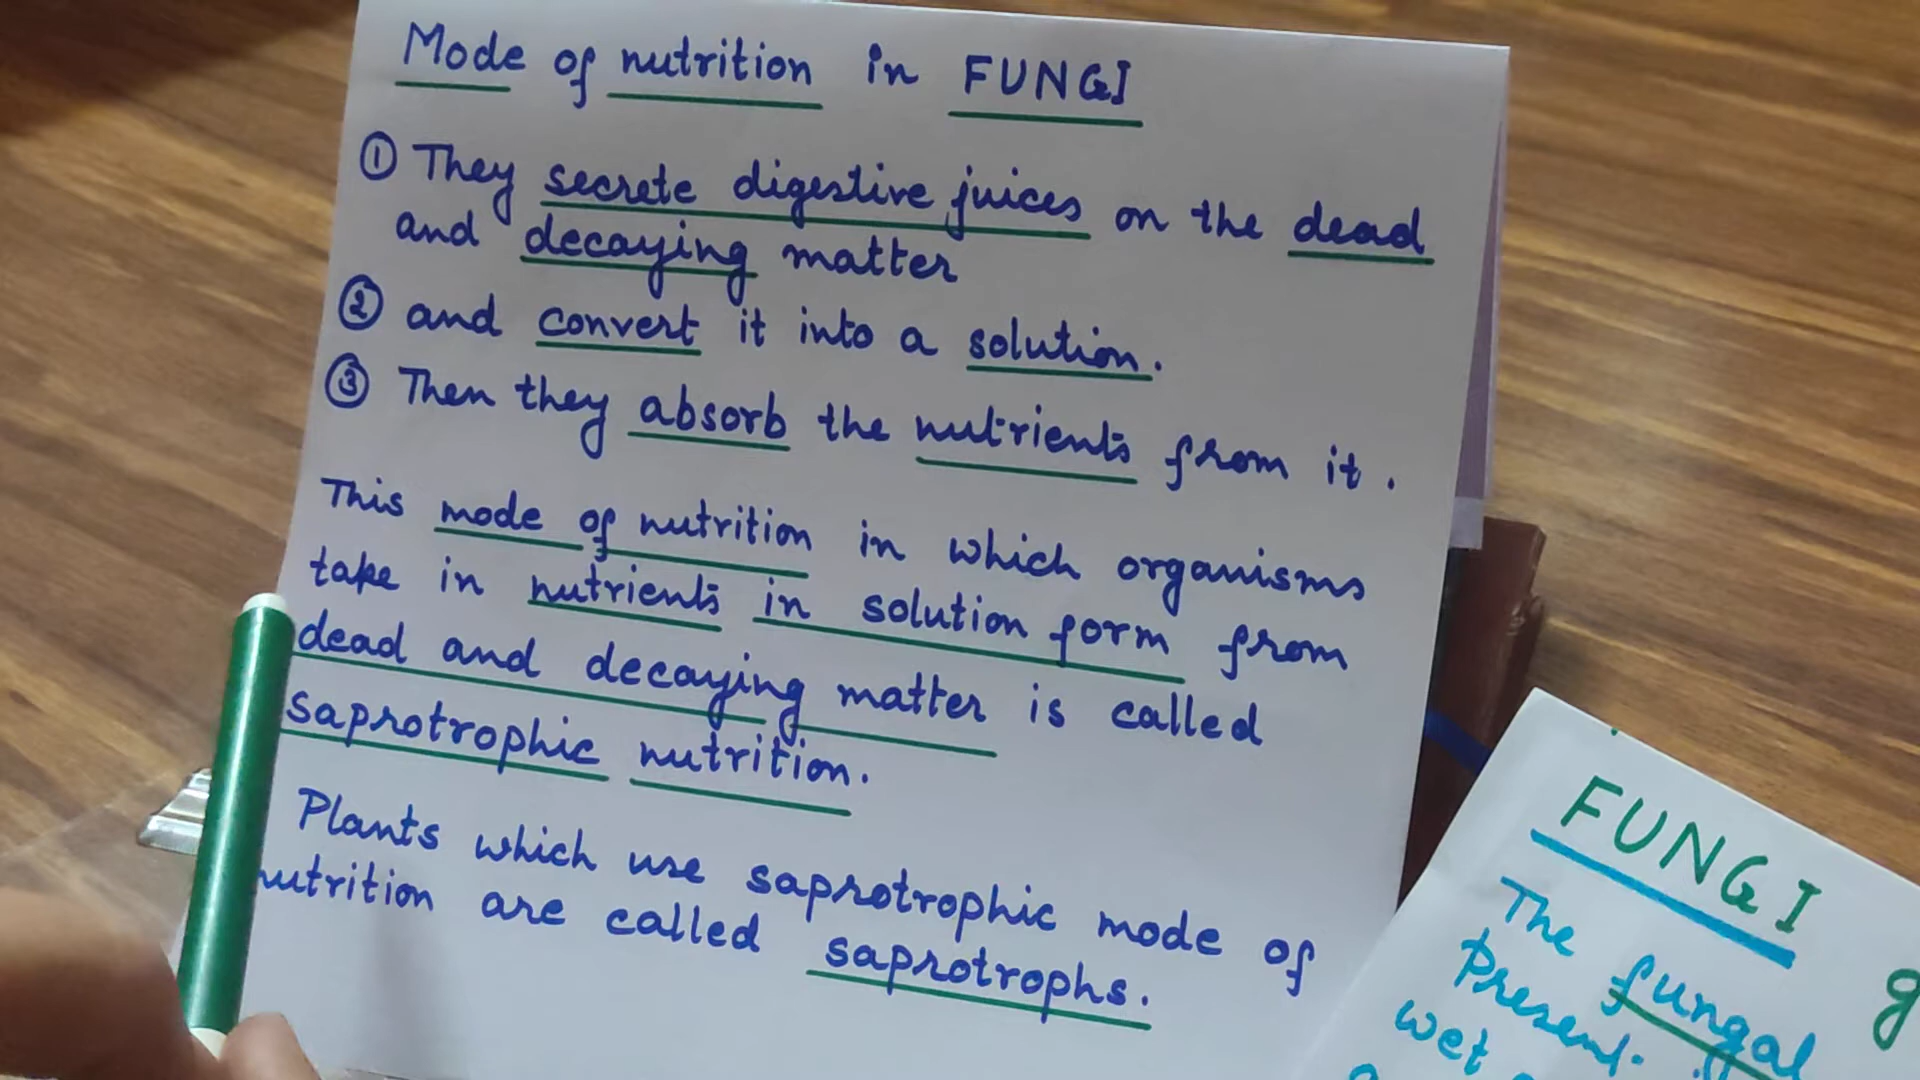 Mode of nutrition in FUNGI
① They secrete digestive juices on the dead
and decaying matter
② and convert it into a solution.
③ Then they absorb the nutrients from it.
This mode of nutrition in which organisms
take in nutrients in solution form from
dead and decaying matter is called
saprotrophic nutrition.
Plants which use saprotrophic mode of
nutrition are called saprotrophs.
FUNGI
The fungal
Present
wet